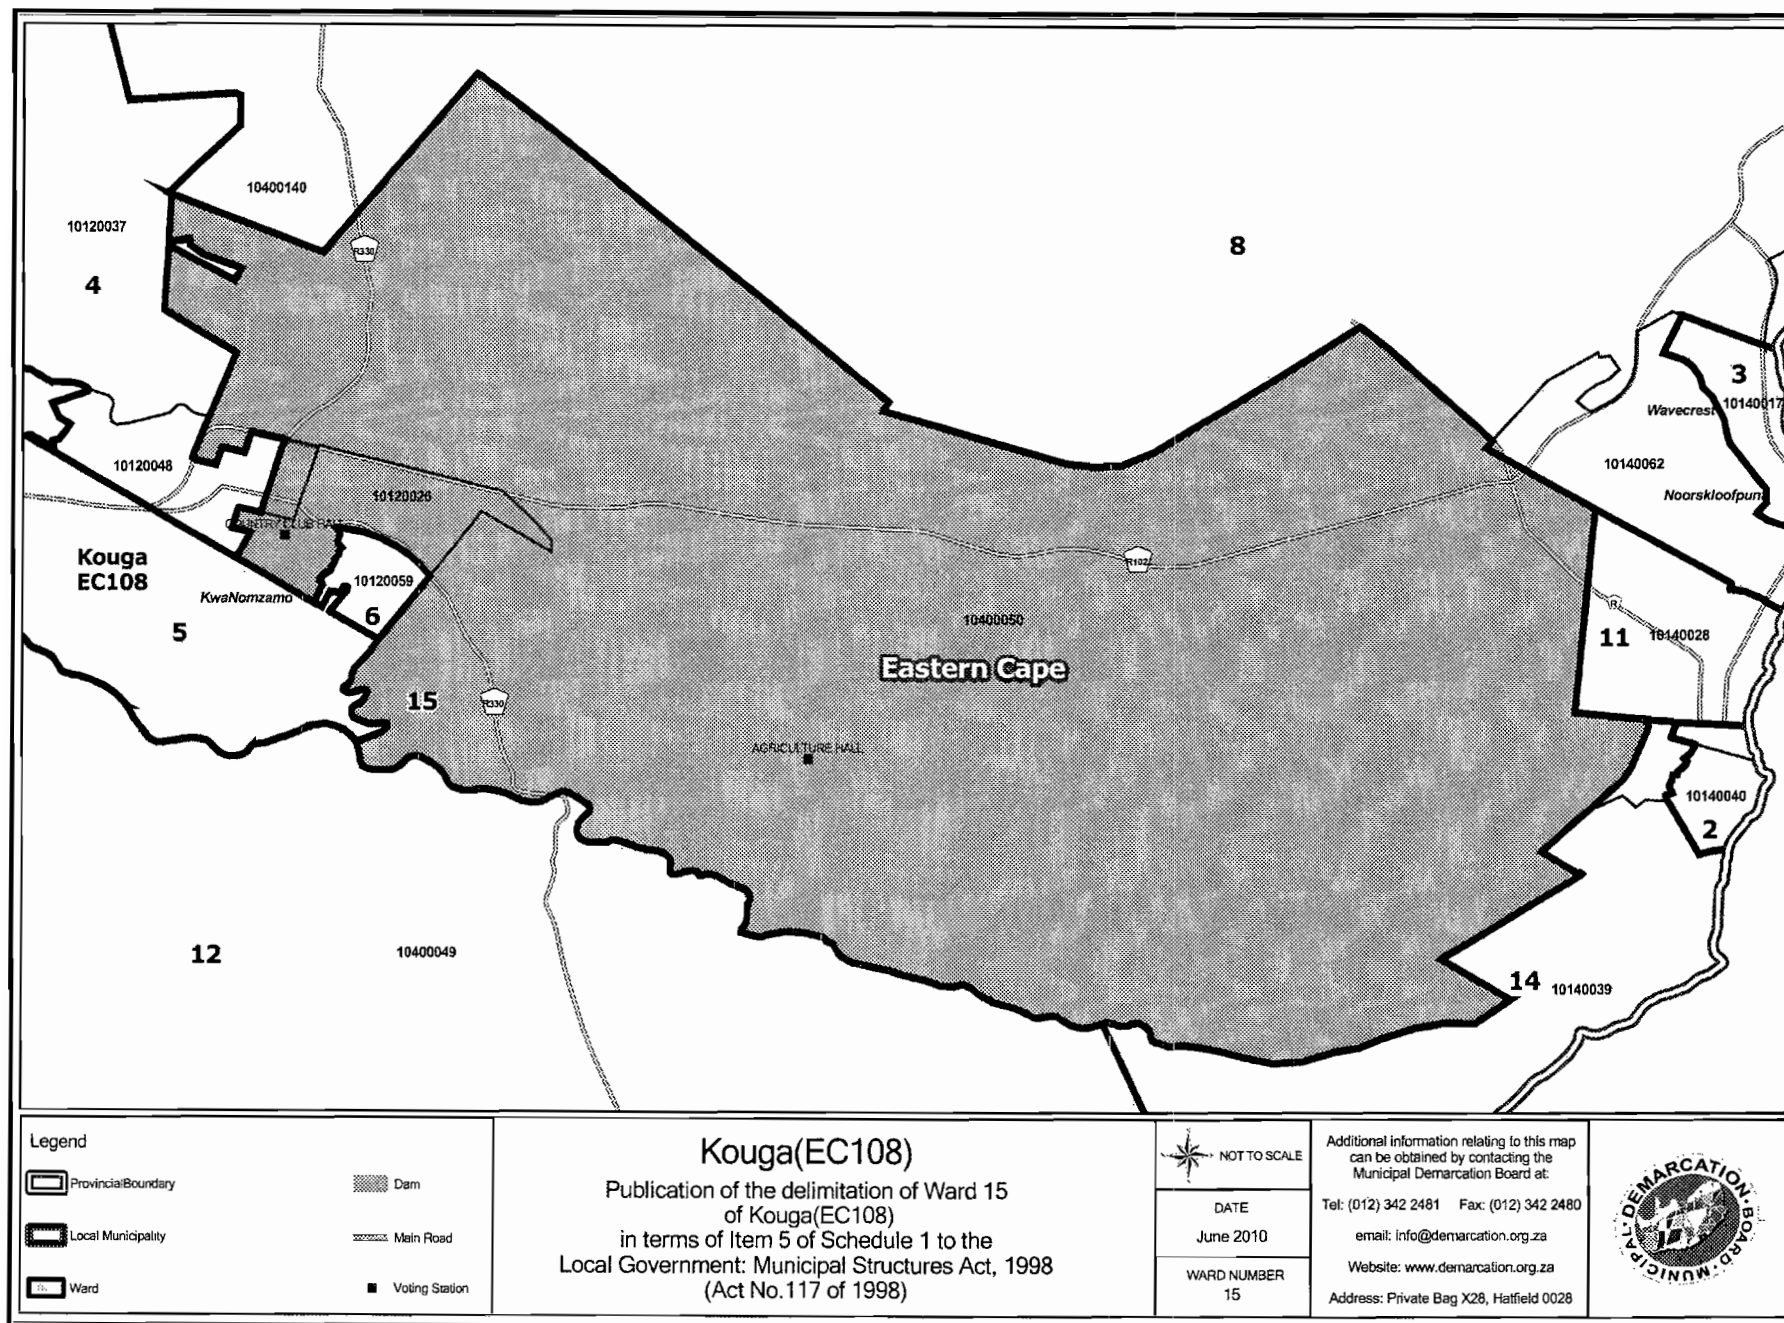 10400140
10120037
R330
8
4
3
Wavecrest
10140017
10120048
10140062
10120026
Noorskloofpunt
COUNTRY CLUB HALL
Kouga
EC108
R102
10120059
KwaNomzamo
6
10400050
5
11
10140028
R
Eastern Cape
15
R330
AGRICULTURE HALL
10140040
2
12
10400049
14
10140039
Legend
ProvincialBoundary
Dam
Local Municipality
Main Road
Ward
Voting Station
Kouga(EC108)
Publication of the delimitation of Ward 15
of Kouga(EC108)
in terms of Item 5 of Schedule 1 to the
Local Government: Municipal Structures Act, 1998
(Act No.117 of 1998)
NOT TO SCALE
DATE
June 2010
WARD NUMBER
15
Additional information relating to this map
can be obtained by contacting the
Municipal Demarcation Board at:
Tel: (012) 342 2481 Fax: (012) 342 2480
email: info@demarcation.org.za
Website: www.demarcation.org.za
Address: Private Bag X28, Hatfield 0028
MUNICIPAL DEMARCATION BOARD